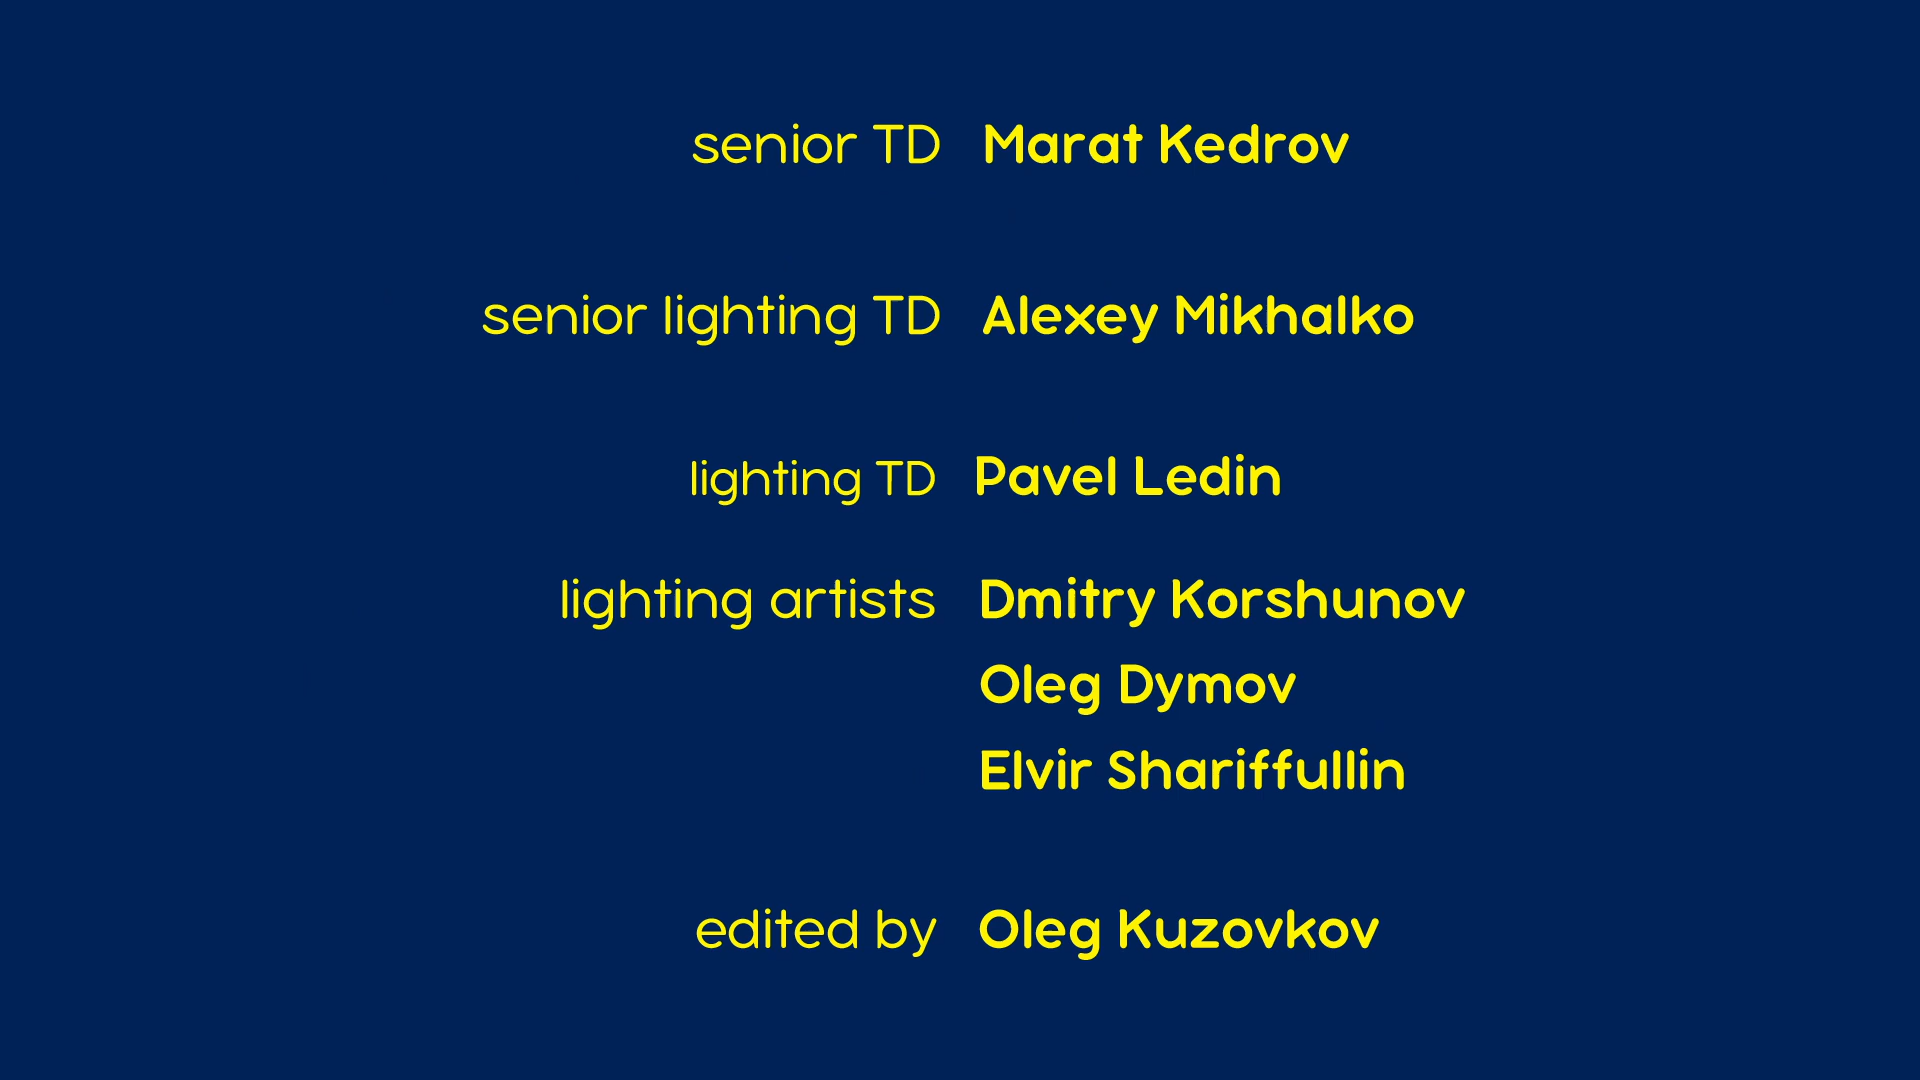 senior TD Marat Kedrov
senior lighting TD Alexey Mikhalko
lighting TD Pavel Ledin
lighting artists Dmitry Korshunov
Oleg Dymov
Elvir Shariffullin
edited by Oleg Kuzovkov